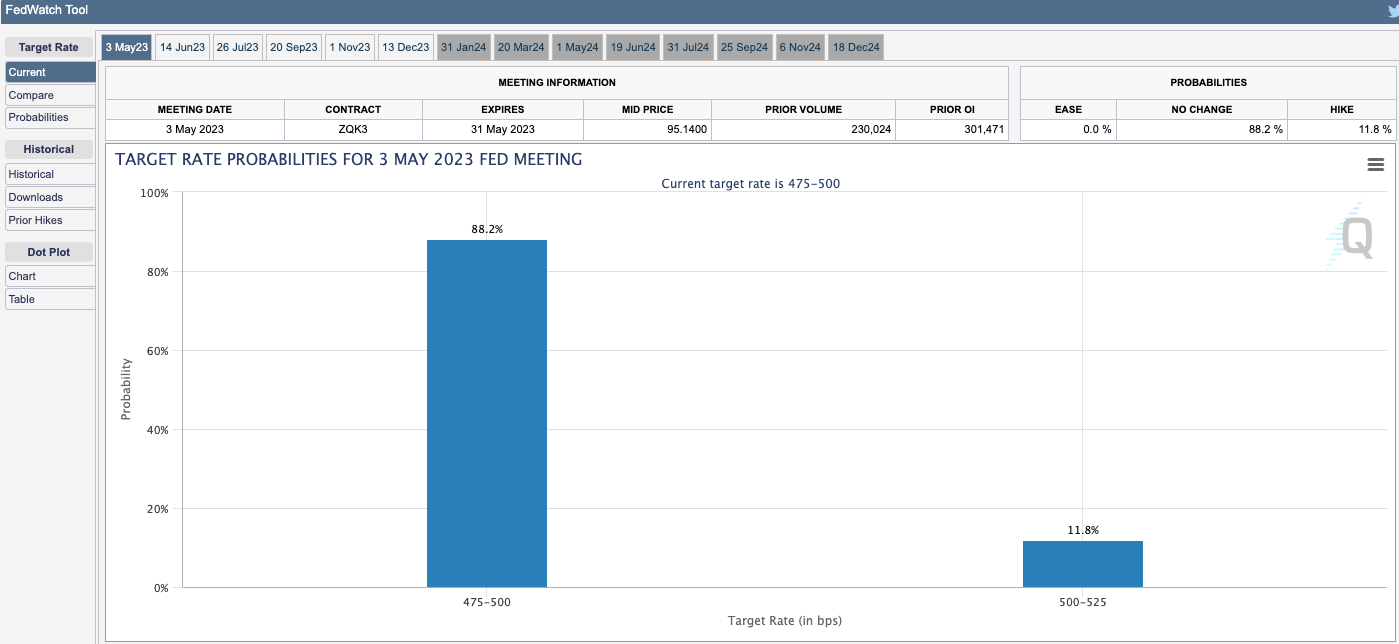 FedWatch Tool
Target Rate
Current
Compare
Probabilities
Historical
Historical
Downloads
Prior Hikes
Dot Plot
Chart
Table
3 May23 14 Jun23 26 Jul23 20 Sep23 1 Nov23 13 Dec23 31 Jan24 20 Mar24 1 May24 19 Jun24 31 Jul24 25 Sep24 6 Nov24 18 Dec24
MEETING INFORMATION
MEETING DATE CONTRACT EXPIRES MID PRICE PRIOR VOLUME PRIOR OI
3 May 2023 ZQK3 31 May 2023 95.1400 230,024 301,471
PROBABILITIES
EASE NO CHANGE HIKE
0.0 % 88.2 % 11.8 %
TARGET RATE PROBABILITIES FOR 3 MAY 2023 FED MEETING
Current target rate is 475-500
Probability
100%
80%
60%
40%
20%
0%
88.2%
11.8%
475-500 500-525
Target Rate (in bps)
Q